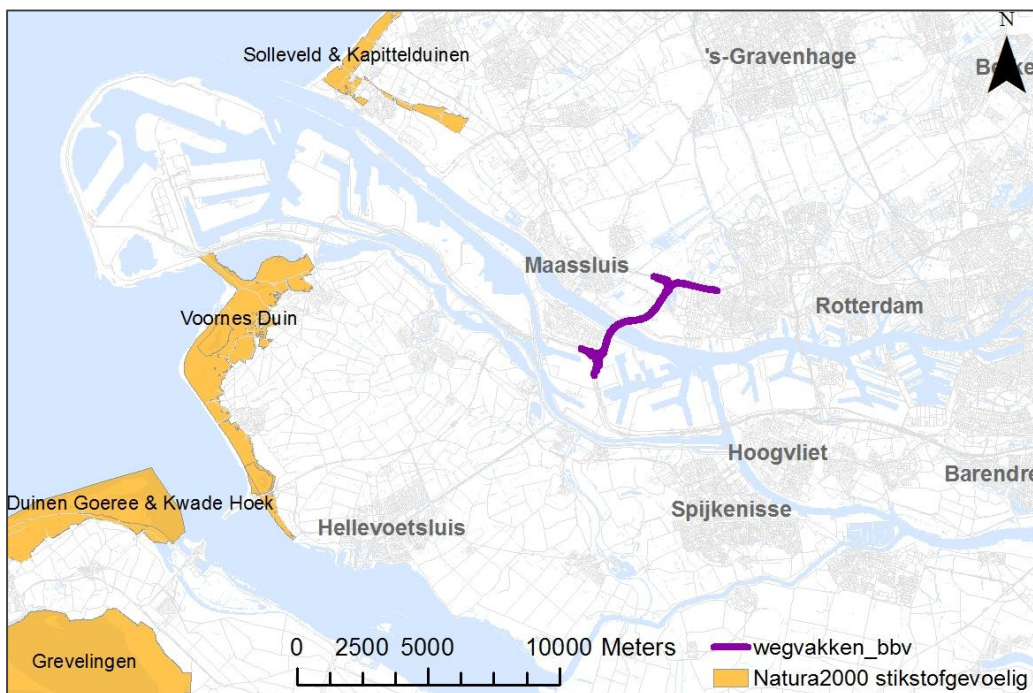 N
Solleveld & Kapittelduinen
's-Gravenhage
Maassluis
Rotterdam
Voornes Duin
Hoogvliet
Barendre
Duinen Goeree & Kwade Hoek
Spijkenisse
Hellevoetsluis
Grevelingen
0 2500 5000 10000 Meters
wegvakken_bbv
Natura2000 stikstofgevoelig